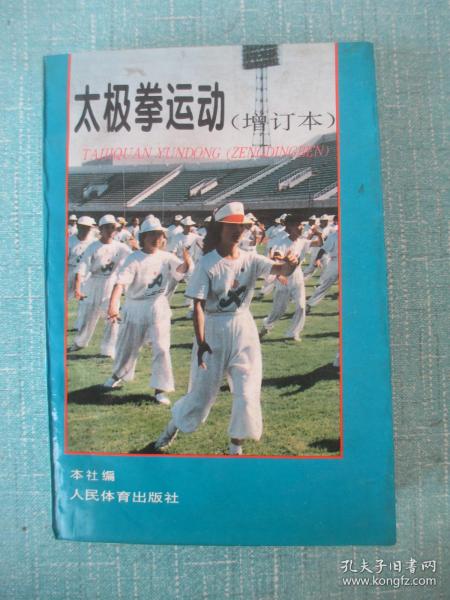 太极拳运动(增订本)
TAIJIQUAN YUNDONG (ZENGDINGBEN)
本社编
人民体育出版社
孔夫子旧书网
www.kongfz.com